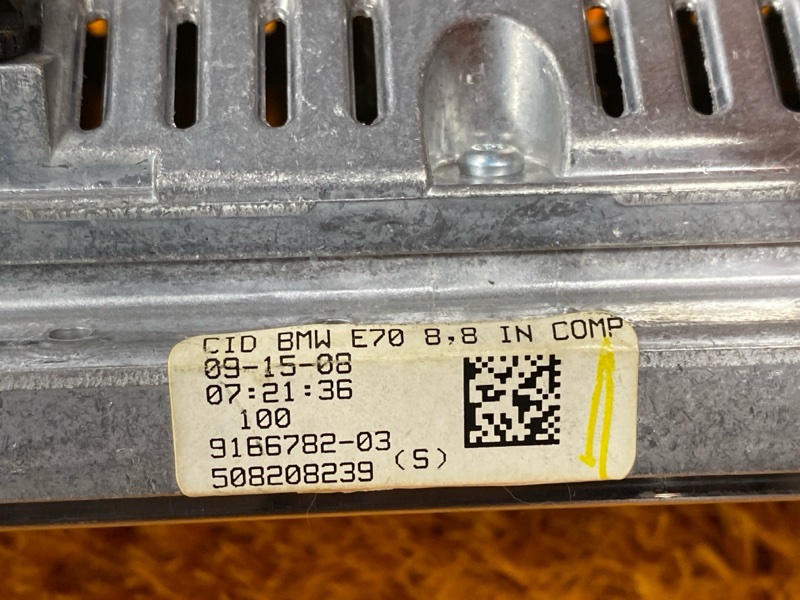 CID BMW E70 8,8 IN COMP
09-15-08
07:21:36
100
9166782-03
508208239 (S)